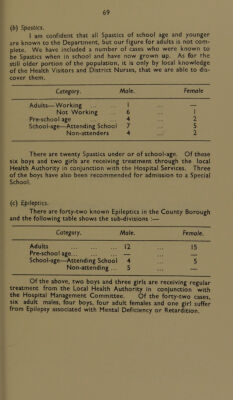 69
(b) Spastics.
I am confident that all Spastics of school age and younger
are known to the Department, but our figure for adults is not com-
plete. We have included a number of cases who were known to
be Spastics when in school and have now grown up. As for the
still older portion of the population, it is only by local knowledge
of the Health Visitors and District Nurses, that we are able to dis-
cover them.
Category. Male. Female
Adults—Working ... ... 1 ... —
Not Working ... 6 ... 1
Pre-school age ... 4 ... 2
School-age—Attending School 7 ... 5
Non-attenders 4 ... 2
There are twenty Spastics under or of school-age. Of these
six boys and two girls are receiving treatment through the local
Health Authority in conjunction with the Hospital Services. Three
of the boys have also been recommended for admission to a Special
School.
(c) Epileptics.
There are forty-two known Epileptics in the County Borough
and the following table shows the sub-divisions :—
Category. Male. Female.
Adults ... ... ... 12 ... 15
Pre-school age... ... ... — ... —
School-age—Attending School 4 ... 5
Non-attending ... 5 ... —
Of the above, two boys and three girls are receiving regular
treatment from the Local Health Authority in conjunction with
the Hospital Management Committee. Of the forty-two cases,
six adult males, four boys, four adult females and one girl suffer
from Epilepsy associated with Mental Deficiency or Retardition.